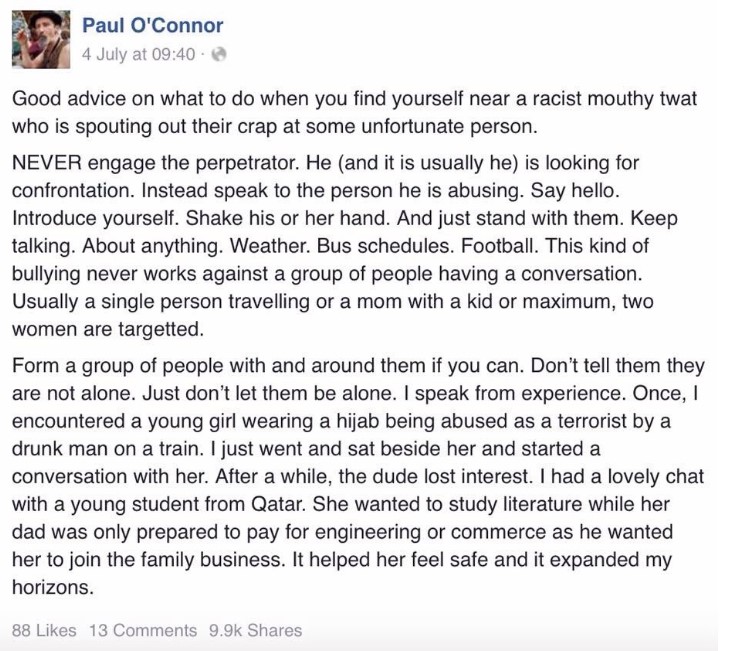 Paul O'Connor
4 July at 09:40 ·
Good advice on what to do when you find yourself near a racist mouthy twat
who is spouting out their crap at some unfortunate person.
NEVER engage the perpetrator. He (and it is usually he) is looking for
confrontation. Instead speak to the person he is abusing. Say hello.
Introduce yourself. Shake his or her hand. And just stand with them. Keep
talking. About anything. Weather. Bus schedules. Football. This kind of
bullying never works against a group of people having a conversation.
Usually a single person travelling or a mom with a kid or maximum, two
women are targetted.
Form a group of people with and around them if you can. Don't tell them they
are not alone. Just don't let them be alone. I speak from experience. Once, I
encountered a young girl wearing a hijab being abused as a terrorist by a
drunk man on a train. I just went and sat beside her and started a
conversation with her. After a while, the dude lost interest. I had a lovely chat
with a young student from Qatar. She wanted to study literature while her
dad was only prepared to pay for engineering or commerce as he wanted
her to join the family business. It helped her feel safe and it expanded my
horizons.
88 Likes 13 Comments 9.9k Shares